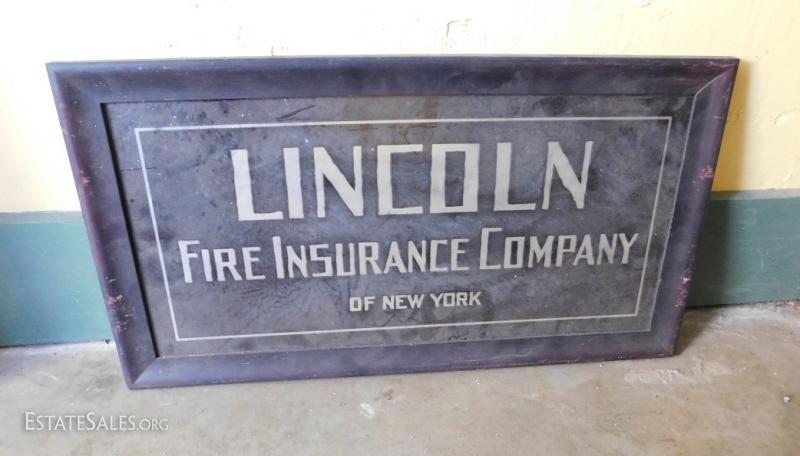 LINCOLN
FIRE INSURANCE COMPANY
OF NEW YORK
ESTATESALES.ORG